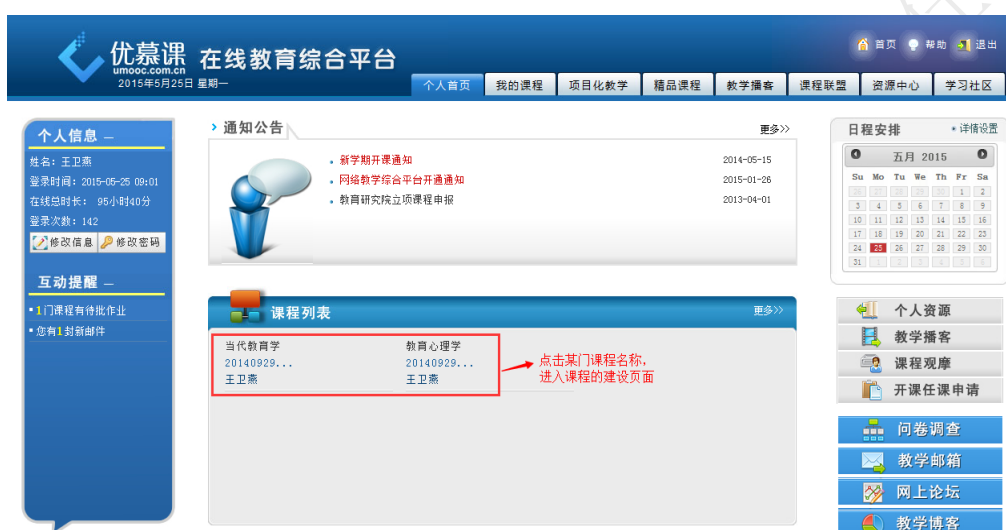 优慕课 在线教育综合平台
umooc.com.cn
2015年5月25日 星期一
首页 帮助 退出
个人首页 我的课程 项目化教学 精品课程 教学播客 课程联盟 资源中心 学习社区
个人信息
姓名: 王卫燕
登录时间: 2015-05-25 09:01
在线总时长: 95小时40分
登录次数: 142
修改信息 修改密码
互动提醒
1门课程有待批作业
您有1封新邮件
通知公告 更多>>
新学期开课通知 2014-05-15
网络教学综合平台开通通知 2015-01-26
教育研究院立项课程申报 2013-04-01
课程列表 更多>>
当代教育学 教育心理学
20140929... 20140929...
王卫燕 王卫燕
点击某门课程名称,
进入课程的建设页面
日程安排 详情设置
五月 2015
Su Mo Tu We Th Fr Sa
26 27 28 29 30 1 2
3 4 5 6 7 8 9
10 11 12 13 14 15 16
17 18 19 20 21 22 23
24 25 26 27 28 29 30
31 1 2 3 4 5 6
个人资源
教学播客
课程观摩
开课任课申请
问卷调查
教学邮箱
网上论坛
教学博客